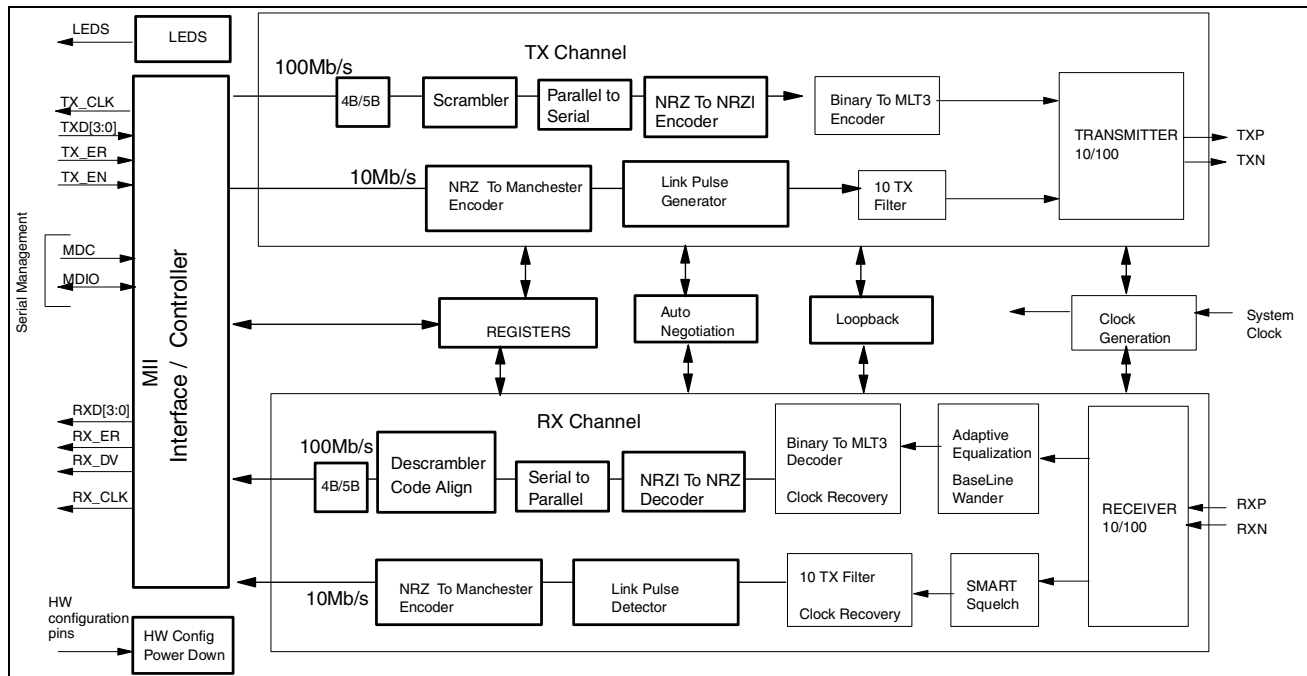 LEDS
LEDS
TX Channel
100Mb/s
4B/5B
Scrambler
Parallel to
Serial
NRZ To NRZI
Encoder
Binary To MLT3
Encoder
TRANSMITTER
10/100
TXP
TXN
TX_CLK
TXD[3:0]
TX_ER
TX_EN
10Mb/s
NRZ To Manchester
Encoder
Link Pulse
Generator
10 TX
Filter
Serial Management
MDC
MDIO
MII
Interface / Controller
REGISTERS
Auto
Negotiation
Loopback
Clock
Generation
System
Clock
RX Channel
RXD[3:0]
RX_ER
RX_DV
RX_CLK
100Mb/s
4B/5B
Descrambler
Code Align
Serial to
Parallel
NRZI To NRZ
Decoder
Binary To MLT3
Decoder
Clock Recovery
Adaptive
Equalization
BaseLine
Wander
RECEIVER
10/100
RXP
RXN
10Mb/s
NRZ To Manchester
Encoder
Link Pulse
Detector
10 TX Filter
Clock Recovery
SMART
Squelch
HW
configuration
pins
HW Config
Power Down